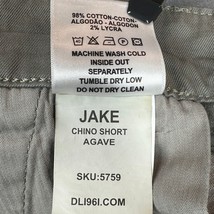 98% COTTON-COTON-
ALGODÃO - ALGODON
2% LYCRA
MACHINE WASH COLD
INSIDE OUT
SEPARATELY
TUMBLE DRY LOW
DO NOT DRY CLEAN
JAKE
CHINO SHORT
AGAVE
SKU:5759
DL1961.COM